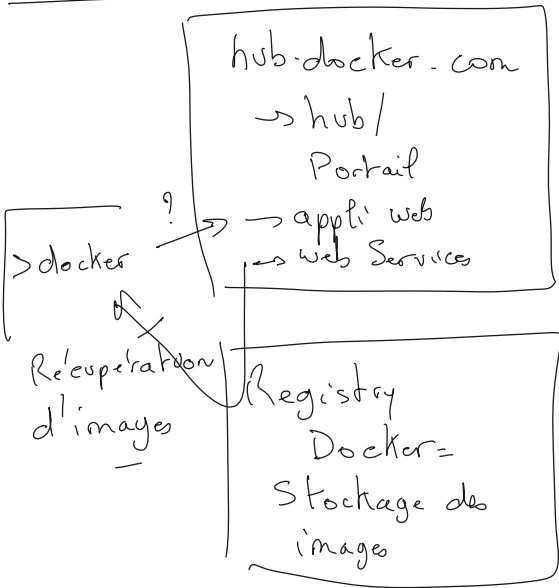 hub.docker.com
→ hub/
Portail
?
→ appli web
>docker
→ web Services
Récupération
d'images
Registry
Docker=
Stockage des
images